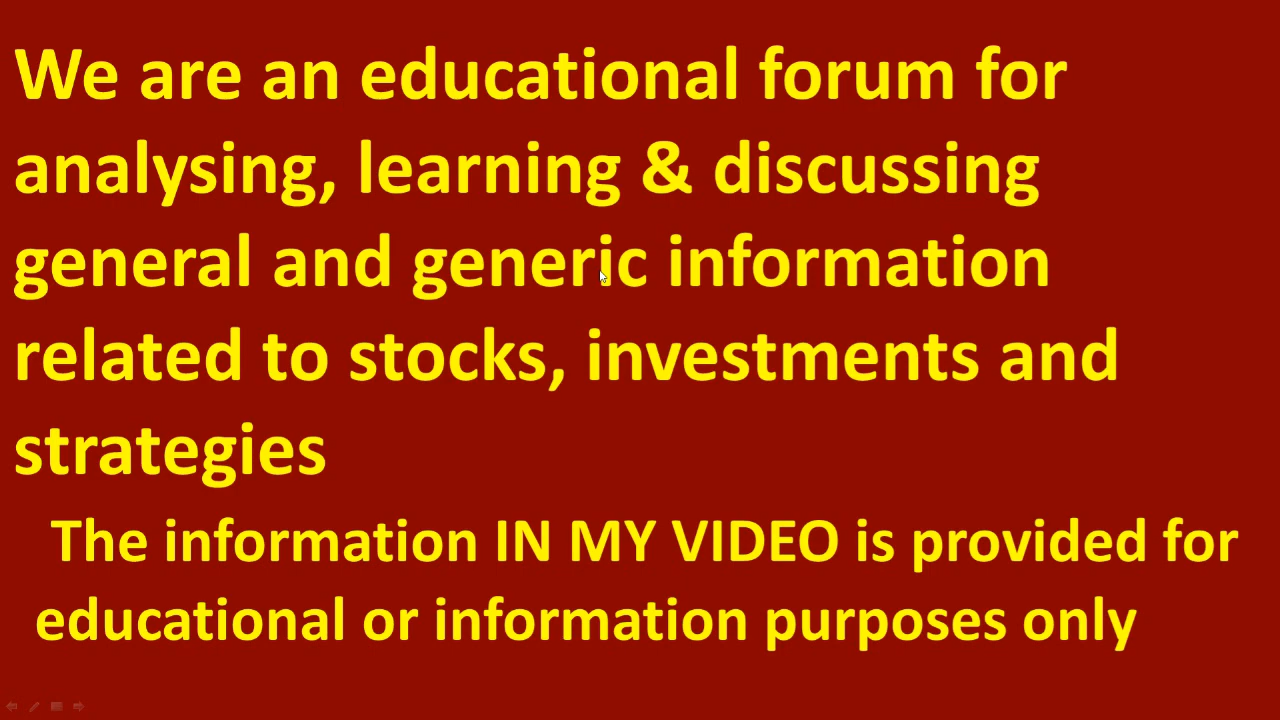 We are an educational forum for
analysing, learning & discussing
general and generic information
related to stocks, investments and
strategies
The information IN MY VIDEO is provided for
educational or information purposes only